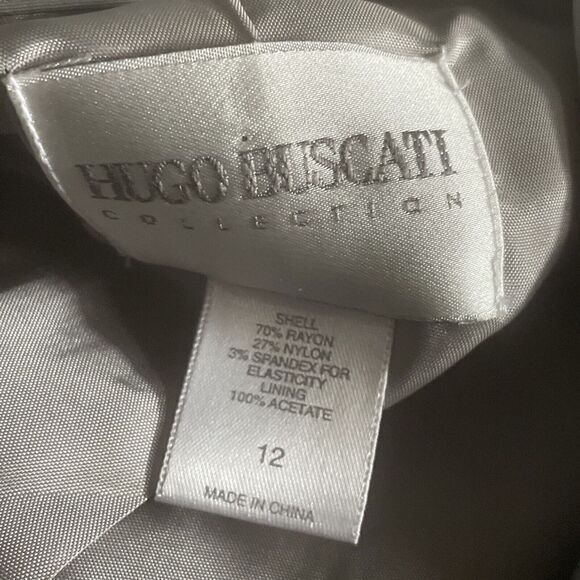 HUGO BUSCATI
COLLECTION
SHELL
70% RAYON
27% NYLON
3% SPANDEX FOR
ELASTICITY
LINING
100% ACETATE
12
MADE IN CHINA